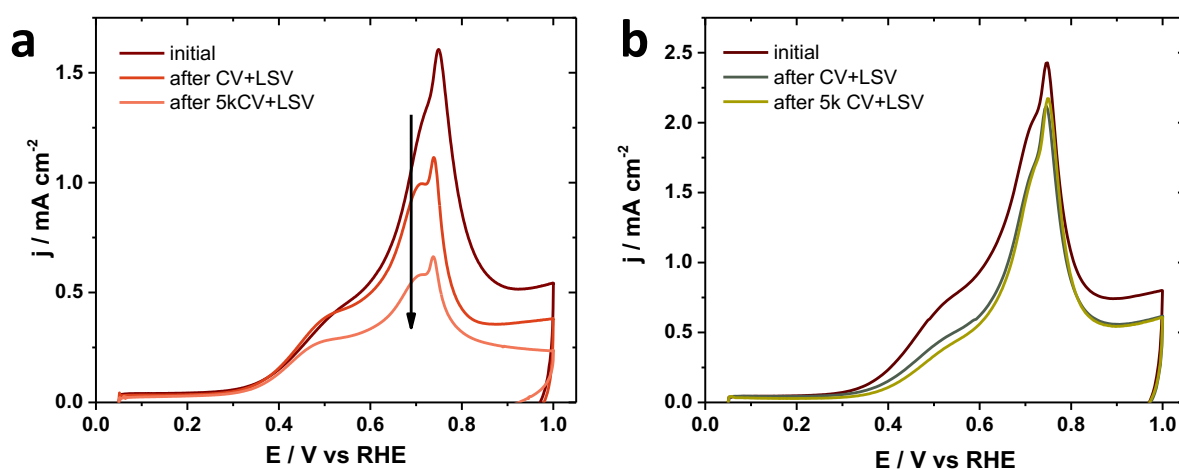 a
initial
after CV+LSV
after 5kCV+LSV
1.5
1.0
0.5
0.0
j / mA cm⁻²
0.0 0.2 0.4 0.6 0.8 1.0
E / V vs RHE
b
initial
after CV+LSV
after 5k CV+LSV
2.5
2.0
1.5
1.0
0.5
0.0
j / mA cm⁻²
0.0 0.2 0.4 0.6 0.8 1.0
E / V vs RHE